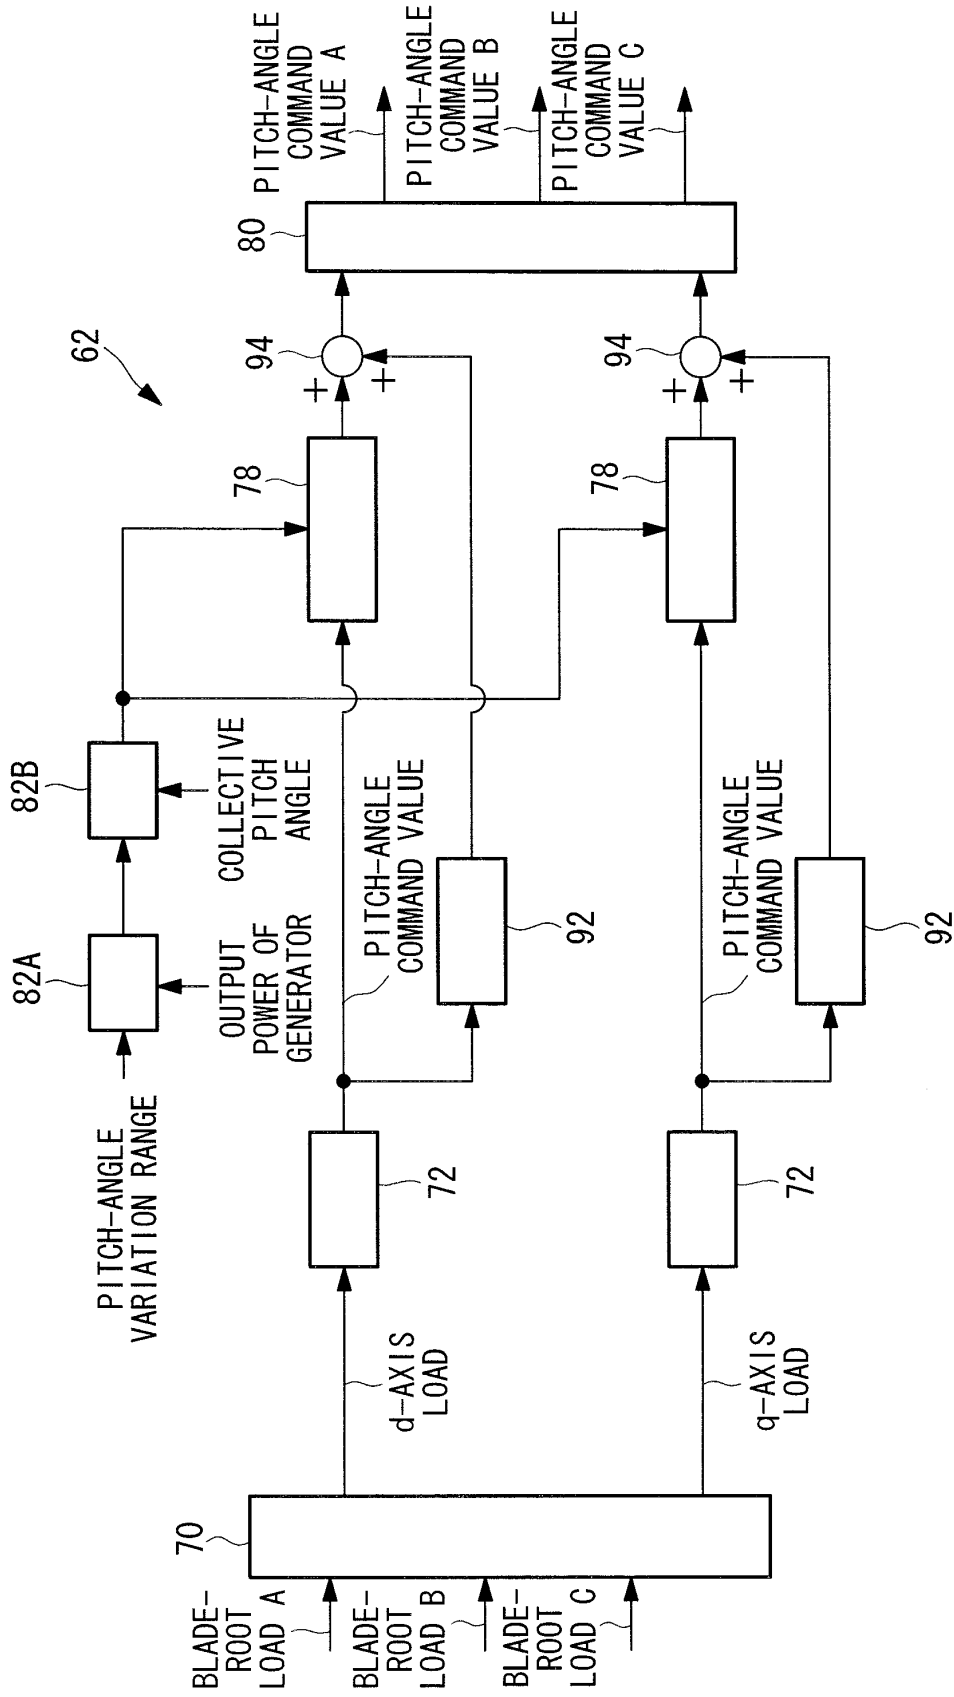 62
PITCH-ANGLE
VARIATION RANGE
82A
OUTPUT
POWER OF
GENERATOR
82B
COLLECTIVE
PITCH
ANGLE
BLADE-
ROOT
LOAD A
BLADE-
ROOT
LOAD B
BLADE-
ROOT
LOAD C
70
d-AXIS
LOAD
72
PITCH-ANGLE
COMMAND VALUE
92
78
+
+
94
q-AXIS
LOAD
72
PITCH-ANGLE
COMMAND VALUE
92
78
+
+
94
80
PITCH-ANGLE
COMMAND
VALUE A
PITCH-ANGLE
COMMAND
VALUE B
PITCH-ANGLE
COMMAND
VALUE C